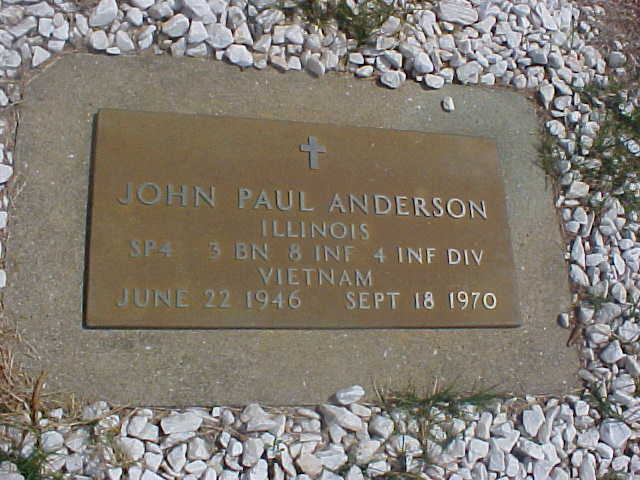 JOHN PAUL ANDERSON
ILLINOIS
SP4 3 BN 8 INF 4 INF DIV
VIETNAM
JUNE 22 1946 SEPT 18 1970